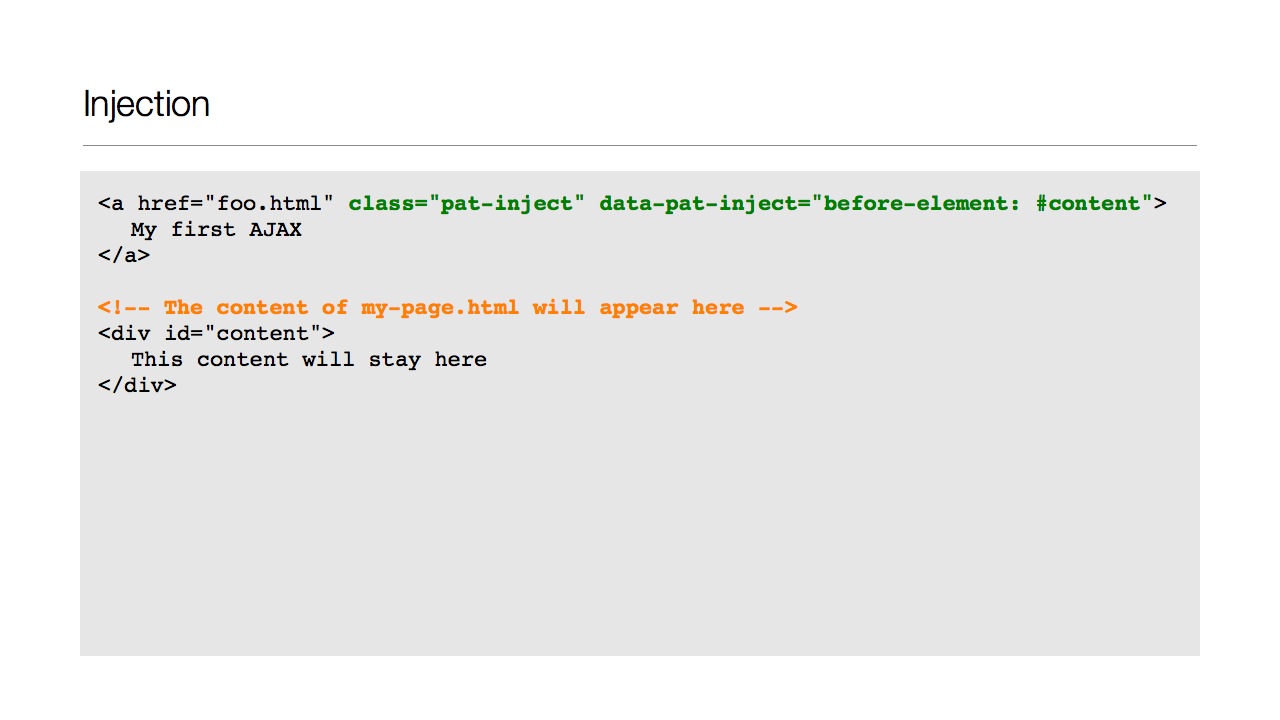 Injection
<a href="foo.html" class="pat-inject" data-pat-inject="before-element: #content">
My first AJAX
</a>
<!-- The content of my-page.html will appear here -->
<div id="content">
This content will stay here
</div>